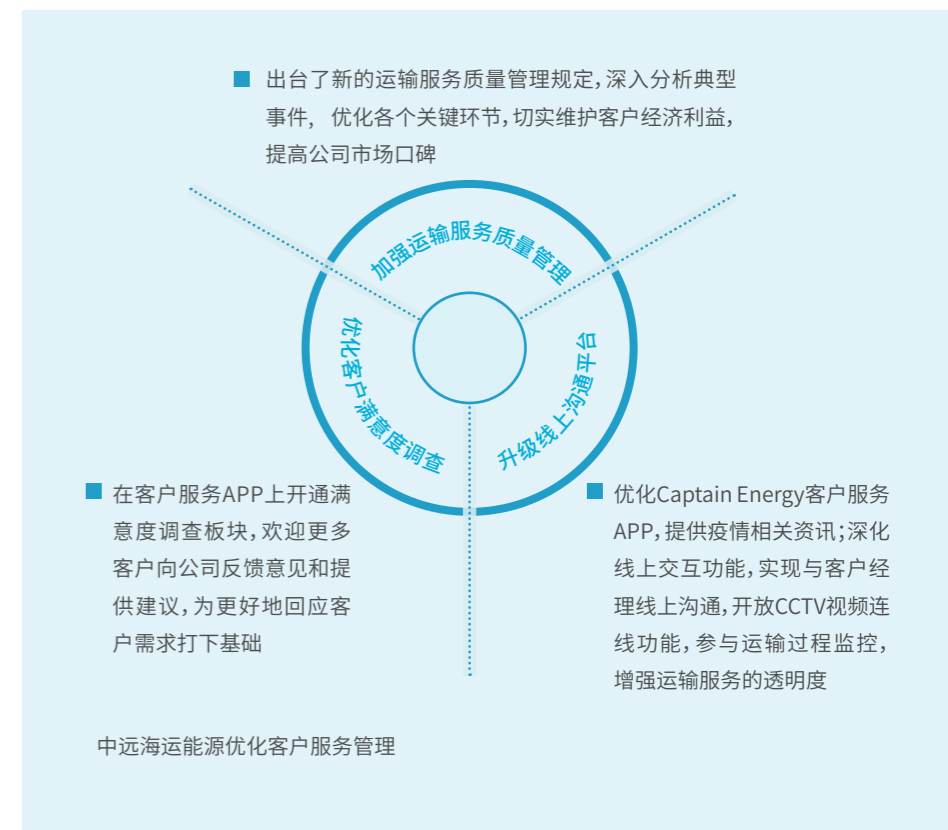 出台了新的运输服务质量管理规定，深入分析典型
事件， 优化各个关键环节，切实维护客户经济利益，
提高公司市场口碑
加强运输服务质量管理
优化客户满意度调查
升级线上沟通平台
在客户服务APP上开通满
意度调查板块，欢迎更多
客户向公司反馈意见和提
供建议，为更好地回应客
户需求打下基础
优化Captain Energy客户服务
APP，提供疫情相关资讯；深化
线上交互功能，实现与客户经
理线上沟通，开放CCTV视频连
线功能，参与运输过程监控，
增强运输服务的透明度
中远海运能源优化客户服务管理